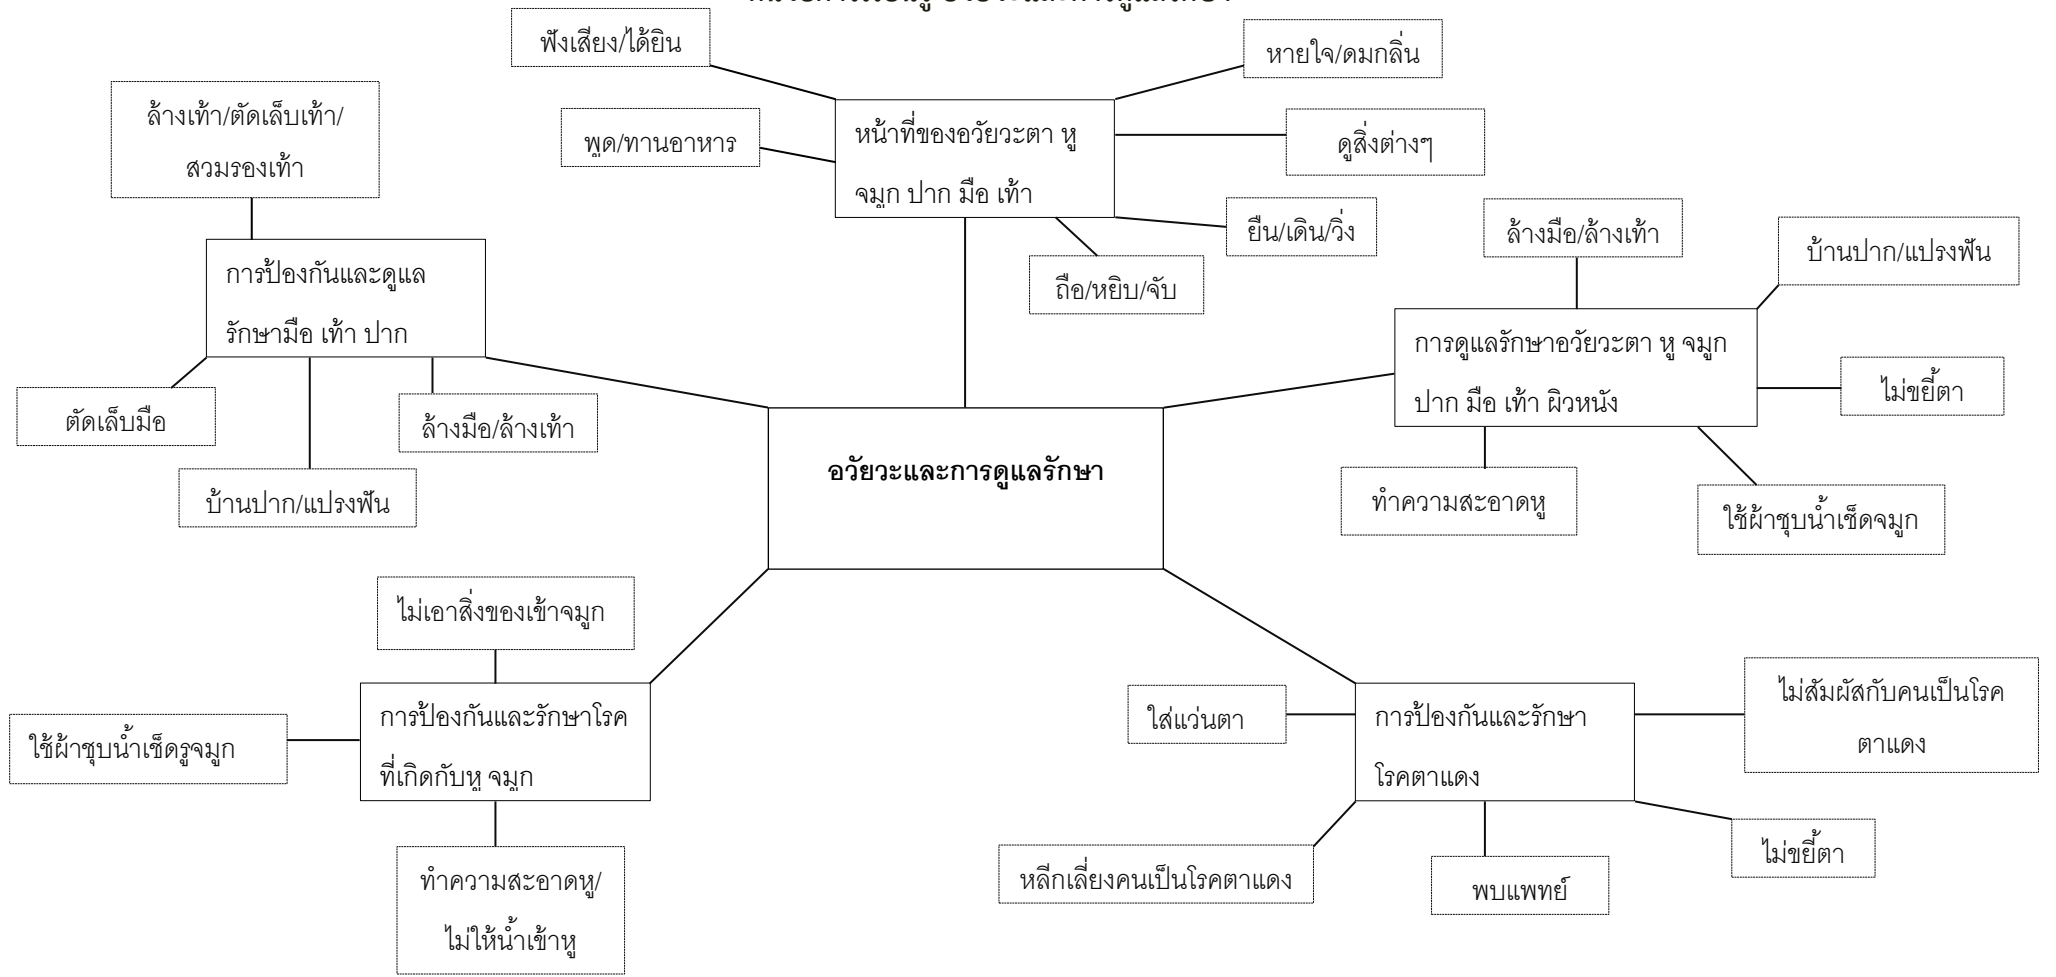 ฟังเสียง/ได้ยิน
หายใจ/ดมกลิ่น
ล้างเท้า/ตัดเล็บเท้า/
สวมรองเท้า
พูด/ทานอาหาร
หน้าที่ของอวัยวะตา หู
จมูก ปาก มือ เท้า
ดูสิ่งต่างๆ
ยืน/เดิน/วิ่ง
ถือ/หยิบ/จับ
ล้างมือ/ล้างเท้า
บ้านปาก/แปรงฟัน
การป้องกันและดูแล
รักษามือ เท้า ปาก
การดูแลรักษาอวัยวะตา หู จมูก
ปาก มือ เท้า ผิวหนัง
ไม่ขยี้ตา
ตัดเล็บมือ
ล้างมือ/ล้างเท้า
บ้านปาก/แปรงฟัน
อวัยวะและการดูแลรักษา
ทำความสะอาดหู
ใช้ผ้าชุบน้ำเช็ดจมูก
ไม่เอาสิ่งของเข้าจมูก
ใช้ผ้าชุบน้ำเช็ดรูจมูก
การป้องกันและรักษาโรค
ที่เกิดกับหู จมูก
ทำความสะอาดหู/
ไม่ให้น้ำเข้าหู
ใส่แว่นตา
การป้องกันและรักษา
โรคตาแดง
ไม่สัมผัสกับคนเป็นโรค
ตาแดง
ไม่ขยี้ตา
หลีกเลี่ยงคนเป็นโรคตาแดง
พบแพทย์